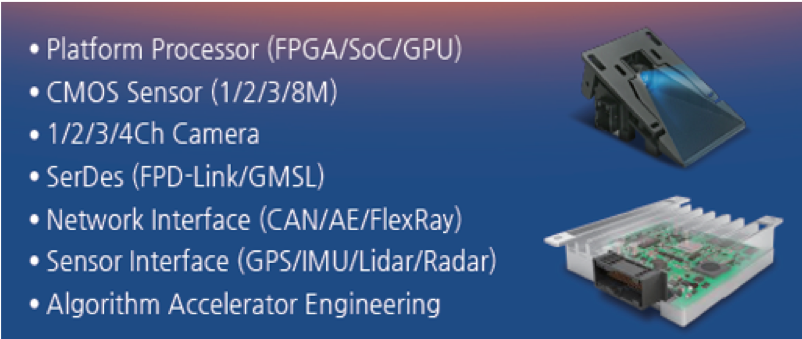 • Platform Processor (FPGA/SoC/GPU)
• CMOS Sensor (1/2/3/8M)
• 1/2/3/4Ch Camera
• SerDes (FPD-Link/GMSL)
• Network Interface (CAN/AE/FlexRay)
• Sensor Interface (GPS/IMU/Lidar/Radar)
• Algorithm Accelerator Engineering